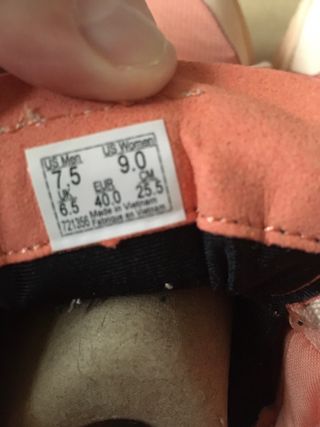 US Men US Women
7.5 9.0
UK EUR CM
6.5 40.0 25.5
721356 Made in Vietnam
Fabriqué en Vietnam